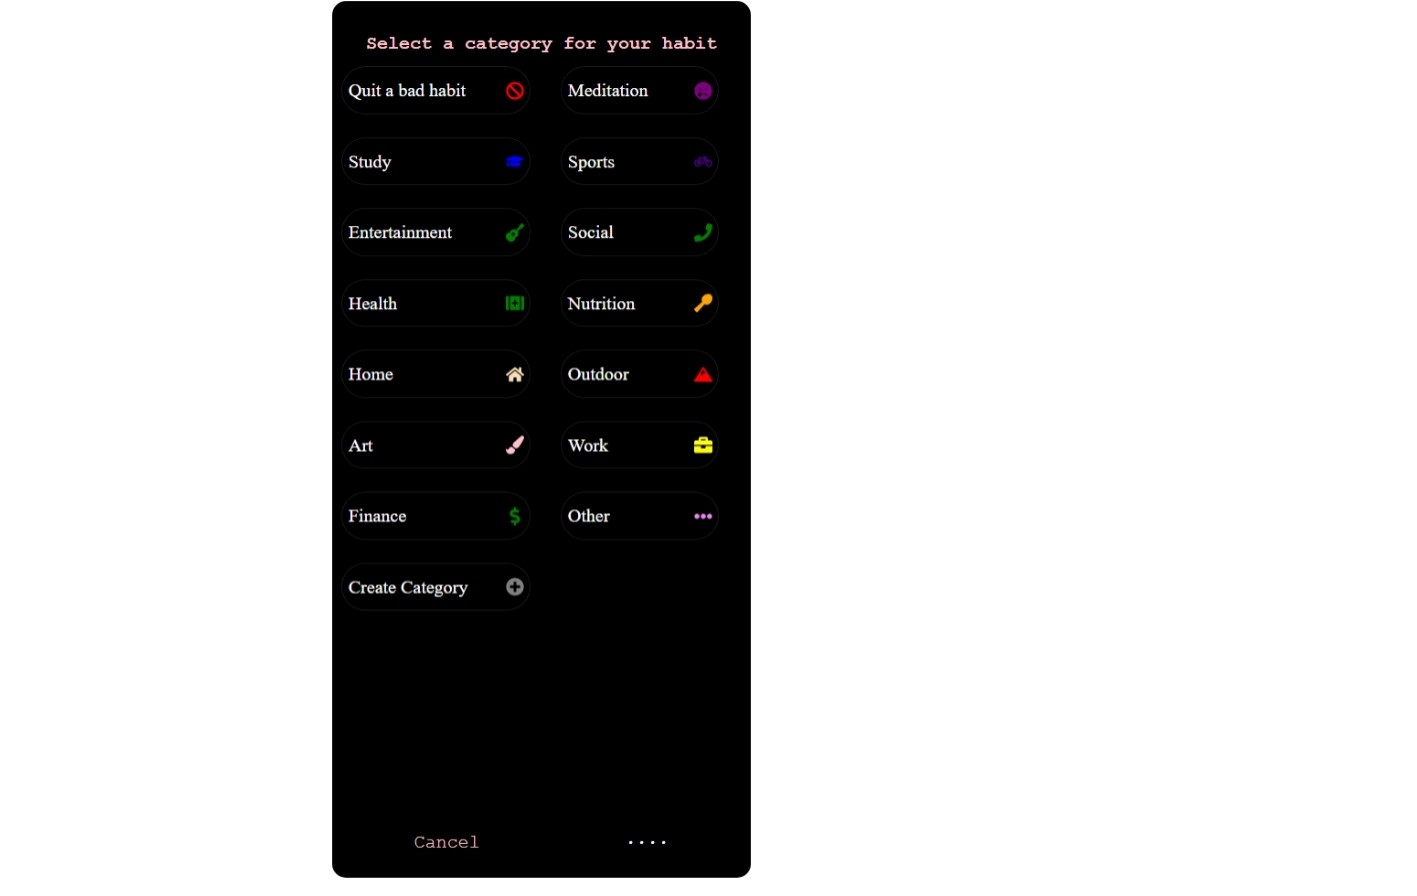 Select a category for your habit
Quit a bad habit
Meditation
Study
Sports
Entertainment
Social
Health
Nutrition
Home
Outdoor
Art
Work
Finance
Other
Create Category
Cancel
....